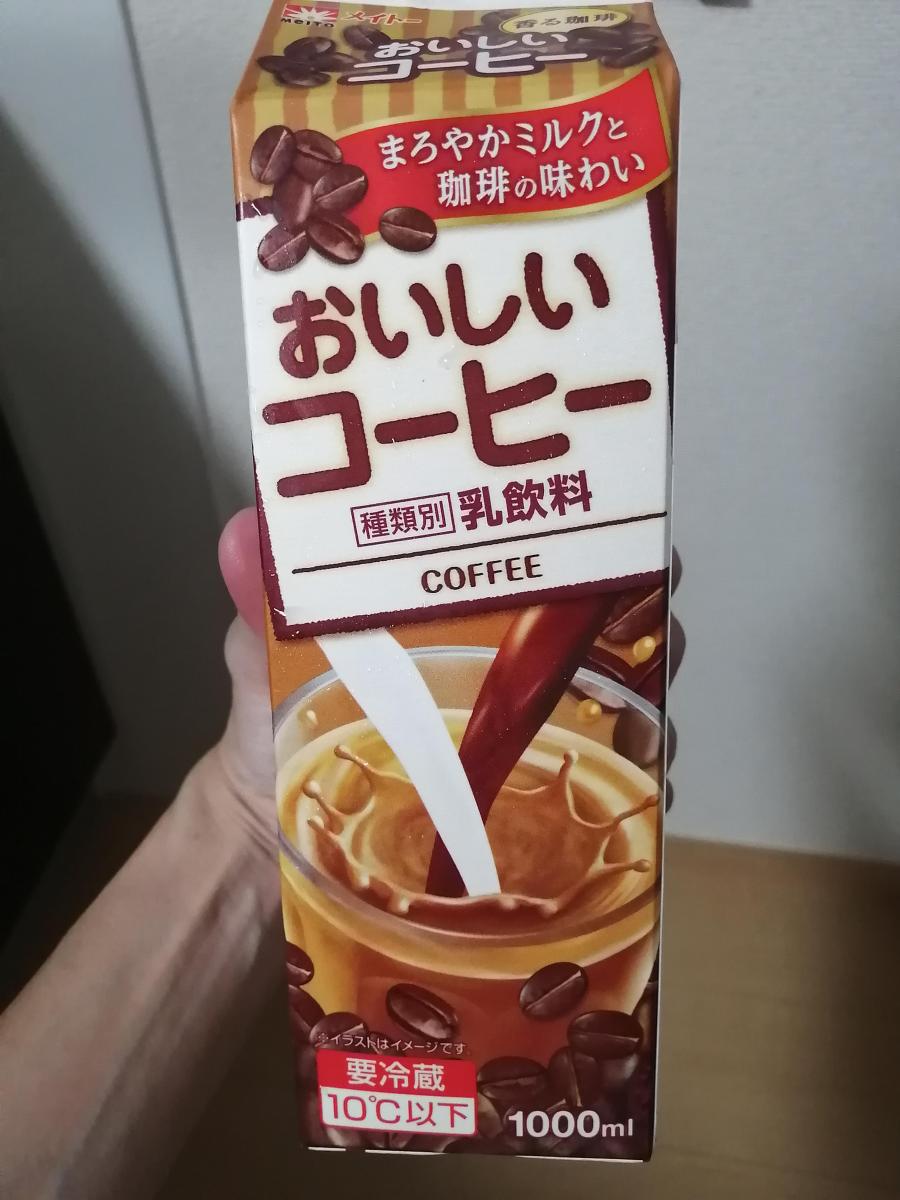 MEITO
メイトー
香る珈琲
おいしい
コーヒー
まろやかミルクと
珈琲の味わい
おいしい
コーヒー
種類別 乳飲料
COFFEE
※イラストはイメージです。
要冷蔵
10℃以下
1000ml